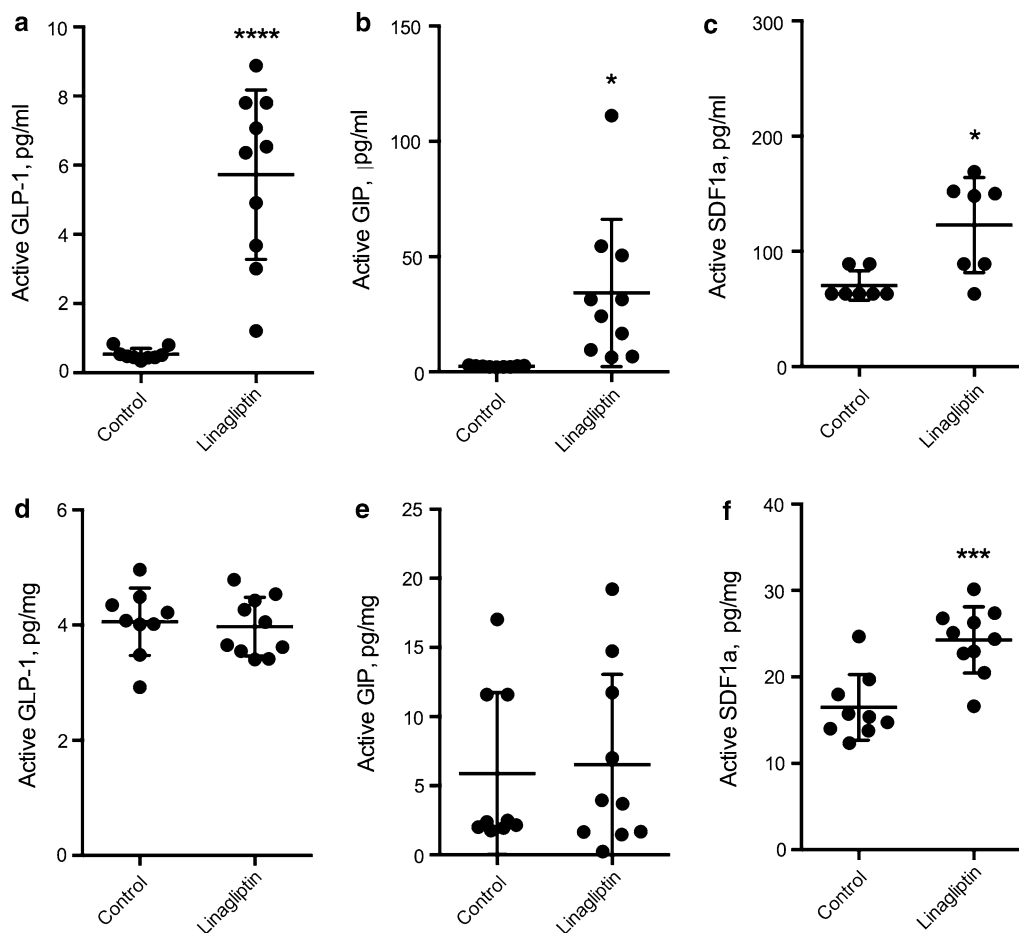 a
Active GLP-1, pg/ml
10
8
6
4
2
0
****
Control
Linagliptin
b
Active GIP, pg/ml
150
100
50
0
*
Control
Linagliptin
c
Active SDF1a, pg/ml
300
200
100
0
*
Control
Linagliptin
d
Active GLP-1, pg/mg
6
4
2
0
Control
Linagliptin
e
Active GIP, pg/mg
25
20
15
10
5
0
Control
Linagliptin
f
Active SDF1a, pg/mg
40
30
20
10
0
***
Control
Linagliptin